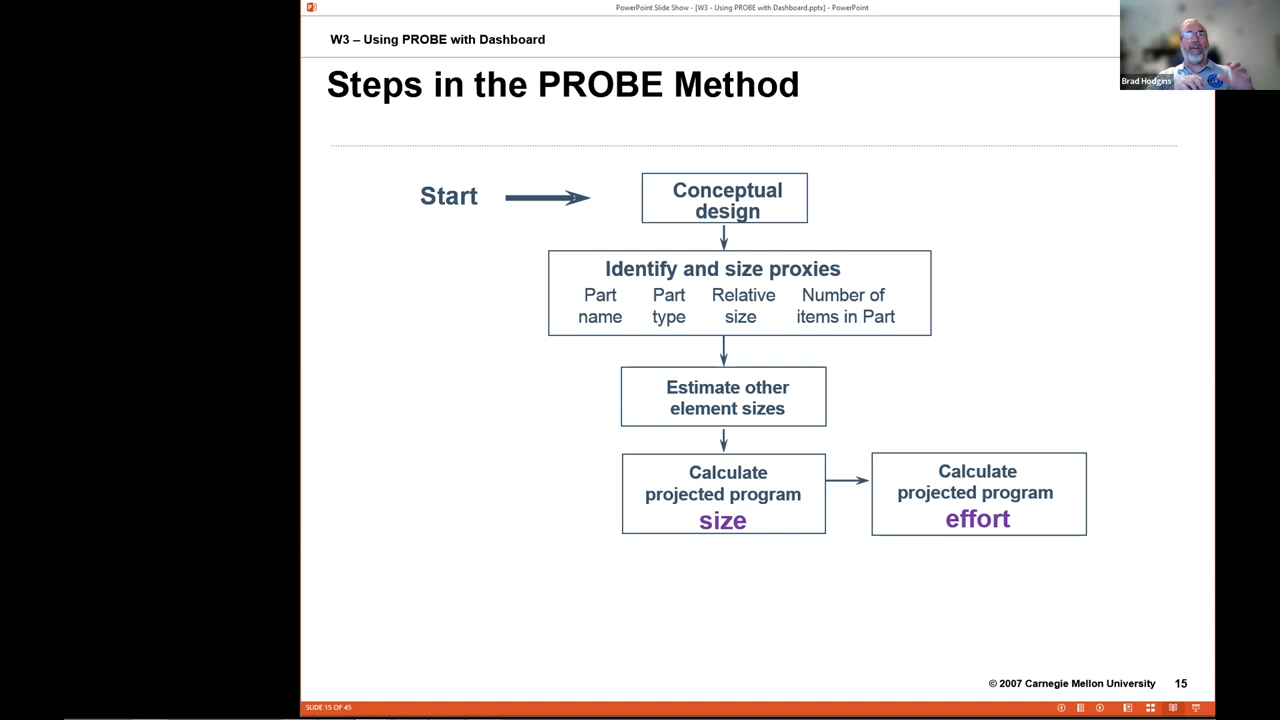 PowerPoint Slide Show - [W3 - Using PROBE with Dashboard.pptx] - PowerPoint
W3 – Using PROBE with Dashboard
Brad Hodgins
Steps in the PROBE Method
Start
Conceptual
design
Identify and size proxies
Part Part Relative Number of
name type size items in Part
Estimate other
element sizes
Calculate
projected program
size
Calculate
projected program
effort
© 2007 Carnegie Mellon University 15
SLIDE 15 OF 45